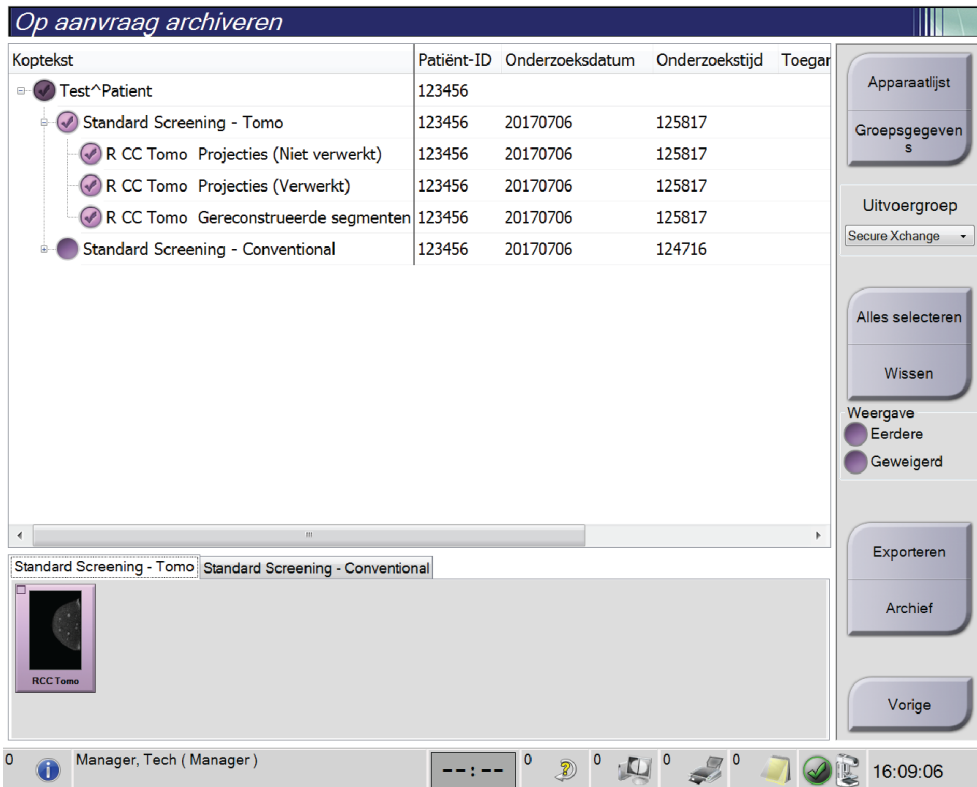 Op aanvraag archiveren
Koptekst Patiënt-ID Onderzoeksdatum Onderzoekstijd Toegar
Test^Patient 123456
Standard Screening - Tomo 123456 20170706 125817
R CC Tomo Projecties (Niet verwerkt) 123456 20170706 125817
R CC Tomo Projecties (Verwerkt) 123456 20170706 125817
R CC Tomo Gereconstrueerde segmenten 123456 20170706 125817
Standard Screening - Conventional 123456 20170706 124716
Apparaatlijst
Groepsgegeven
s
Uitvoergroep
Secure Xchange
Alles selecteren
Wissen
Weergave
Eerdere
Geweigerd
Exporteren
Archief
Vorige
Standard Screening - Tomo Standard Screening - Conventional
RCC Tomo
0 Manager, Tech ( Manager ) --:-- 0 0 0 0 16:09:06